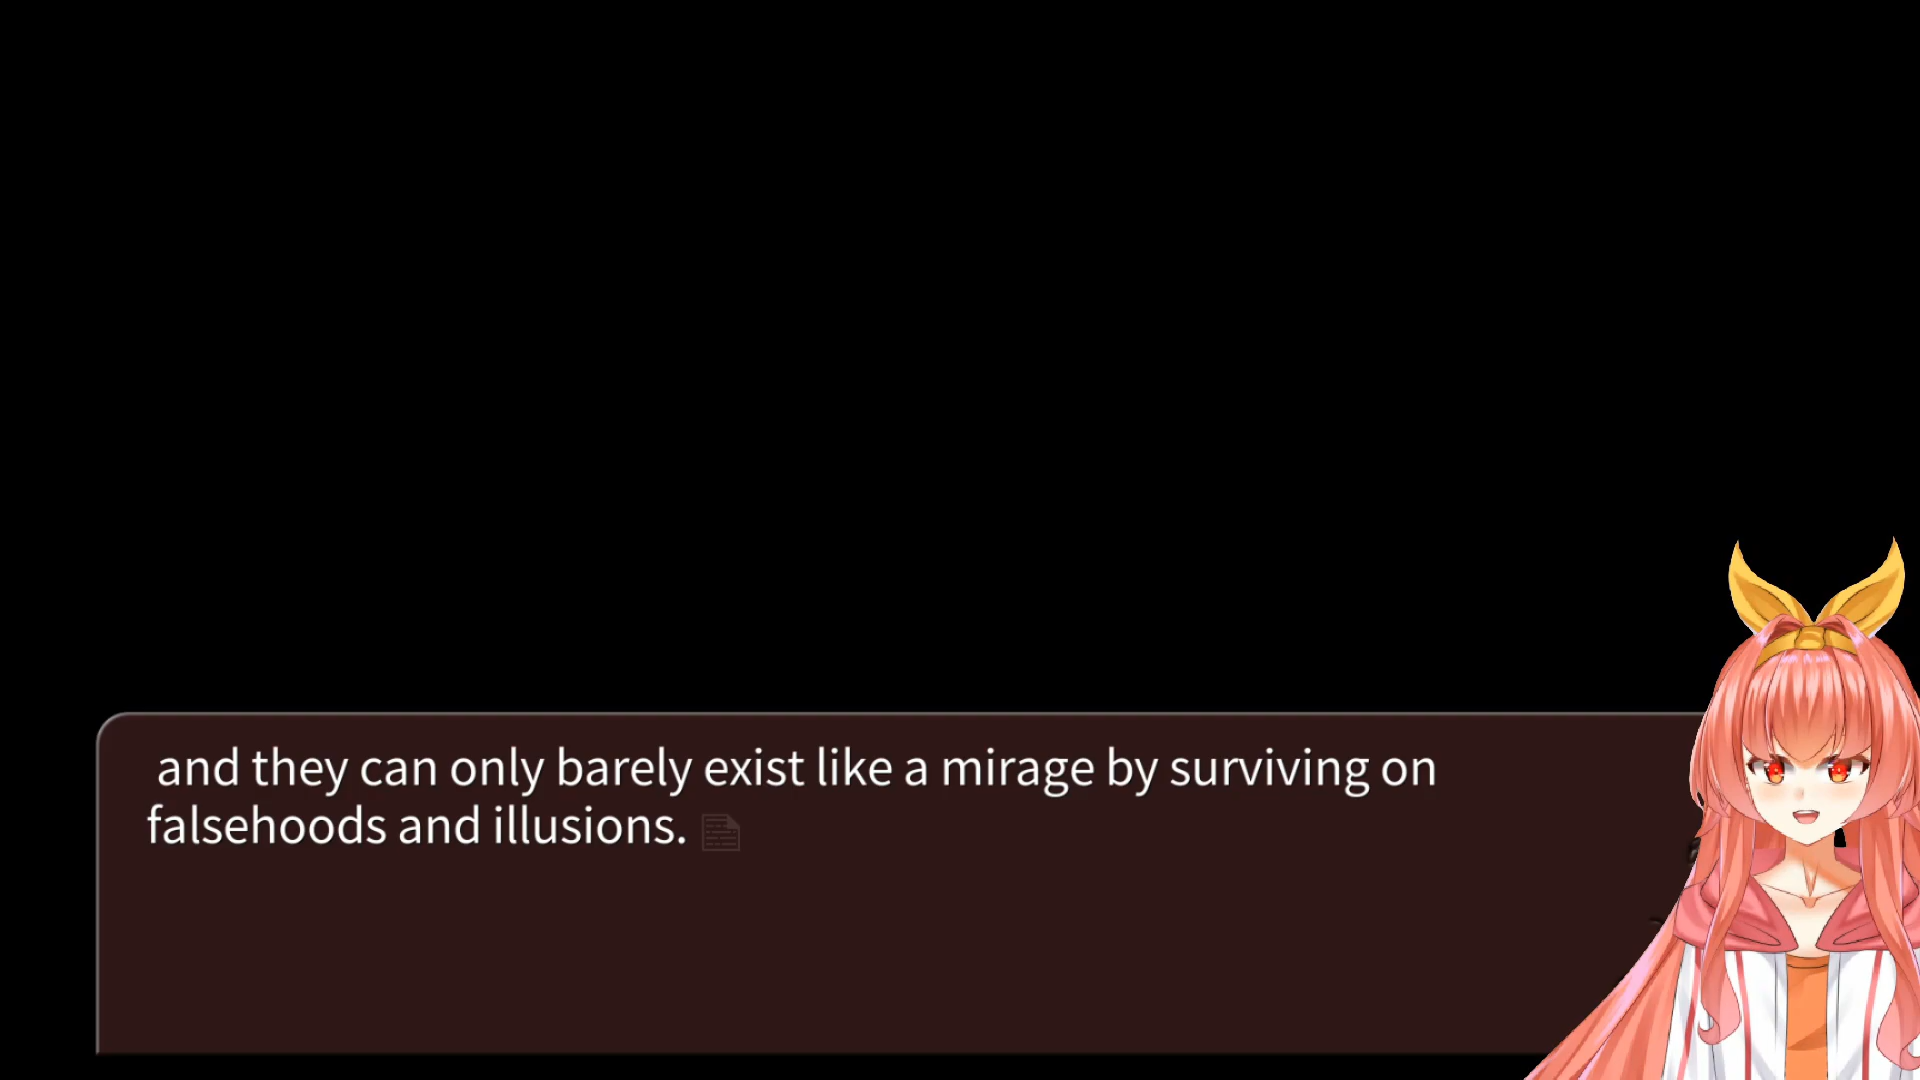 and they can only barely exist like a mirage by surviving on
falsehoods and illusions.